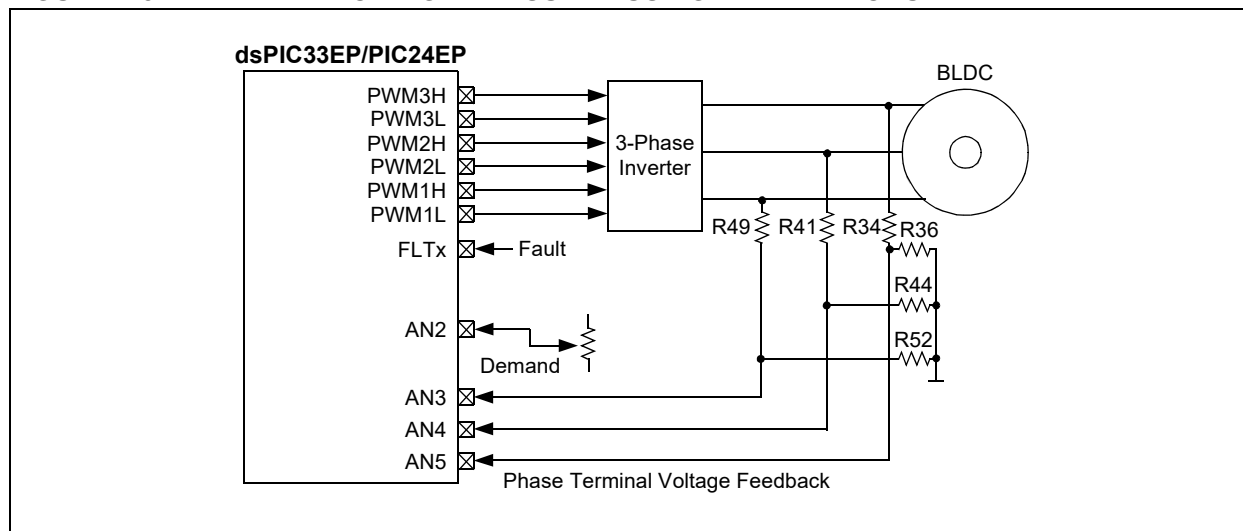 dsPIC33EP/PIC24EP
BLDC
PWM3H
PWM3L
PWM2H
PWM2L
PWM1H
PWM1L
3-Phase
Inverter
R49
R41
R34
R36
FLTx
Fault
R44
AN2
Demand
R52
AN3
AN4
AN5
Phase Terminal Voltage Feedback